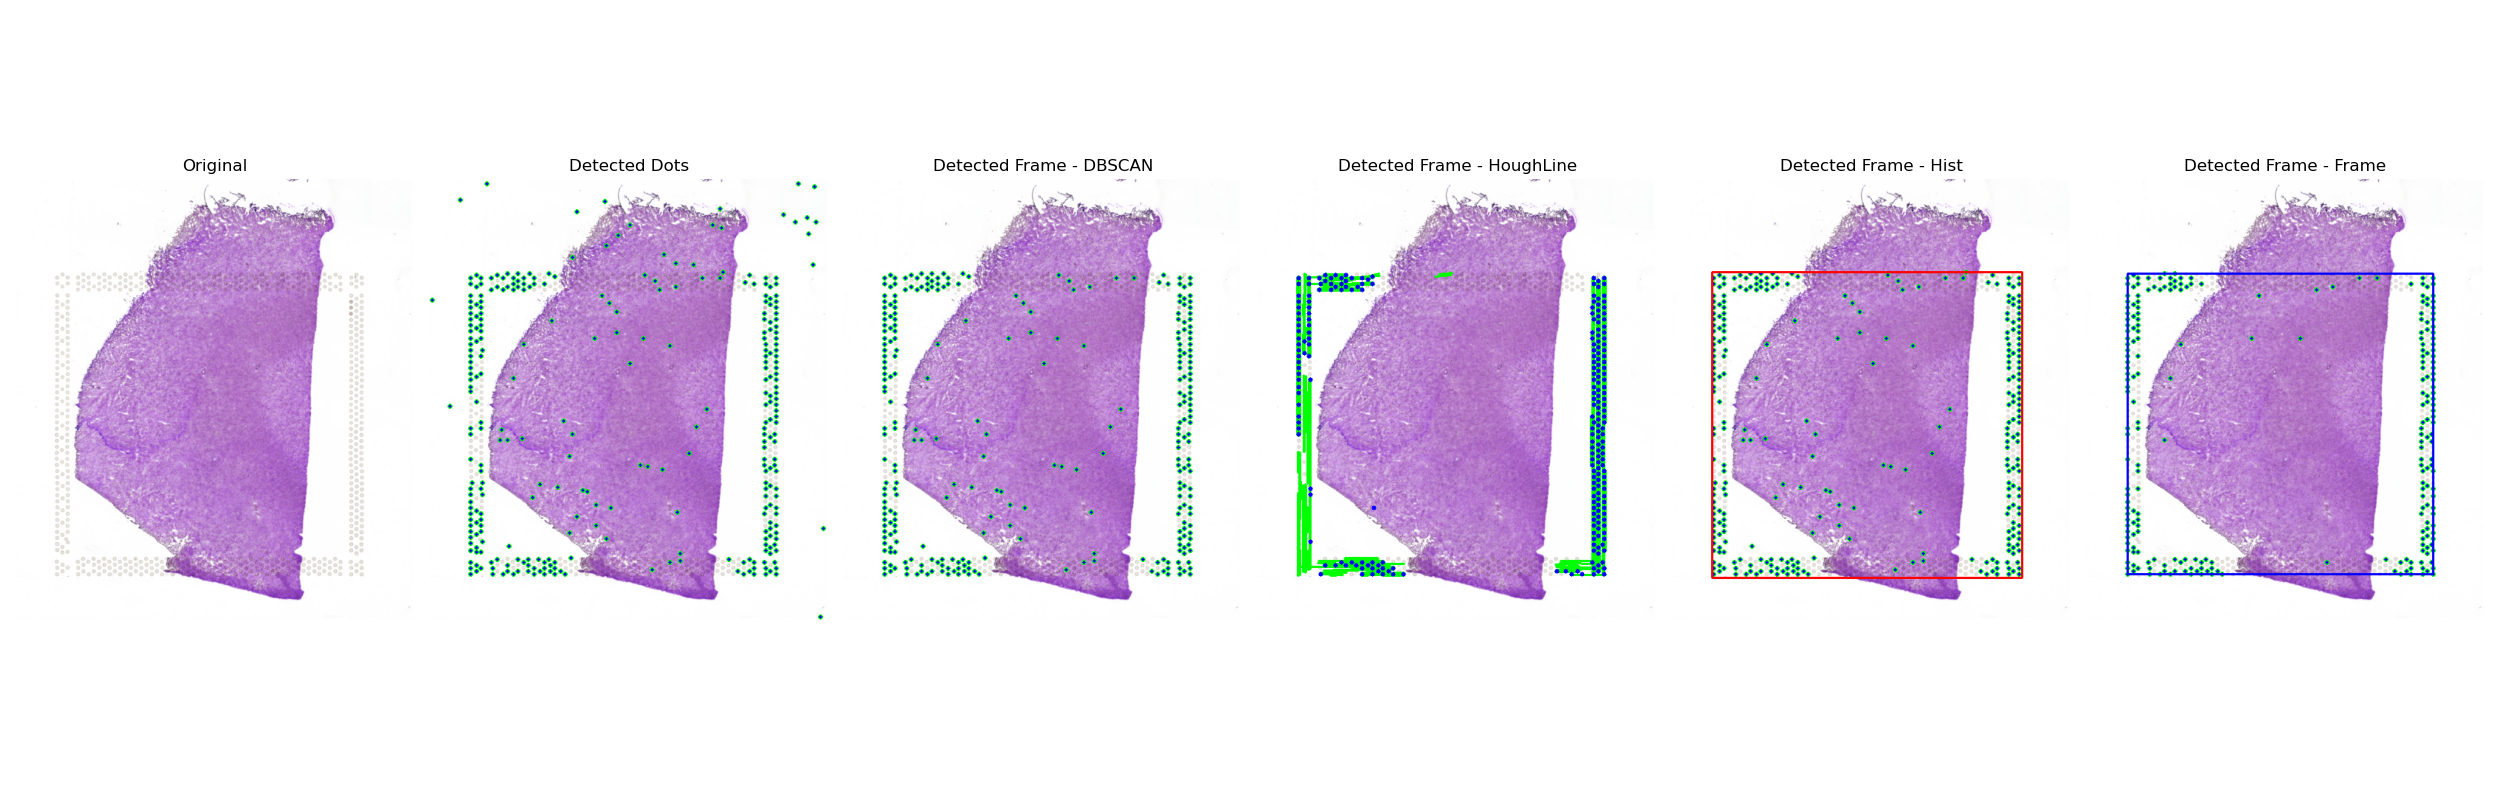 Original
Detected Dots
Detected Frame - DBSCAN
Detected Frame - HoughLine
Detected Frame - Hist
Detected Frame - Frame